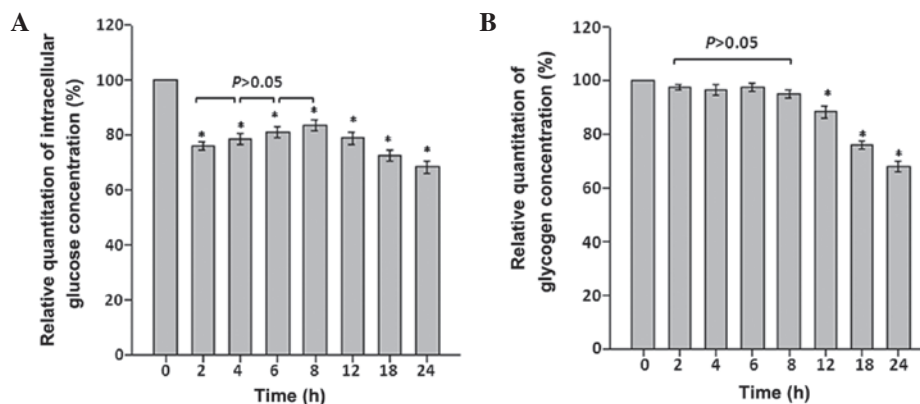 A
Relative quantitation of intracellular
glucose concentration (%)
120
100
80
60
40
20
0
P>0.05
*
*
*
*
*
*
*
0 2 4 6 8 12 18 24
Time (h)
B
Relative quantitation of
glycogen concentration (%)
120
100
80
60
40
20
0
P>0.05
*
*
*
0 2 4 6 8 12 18 24
Time (h)